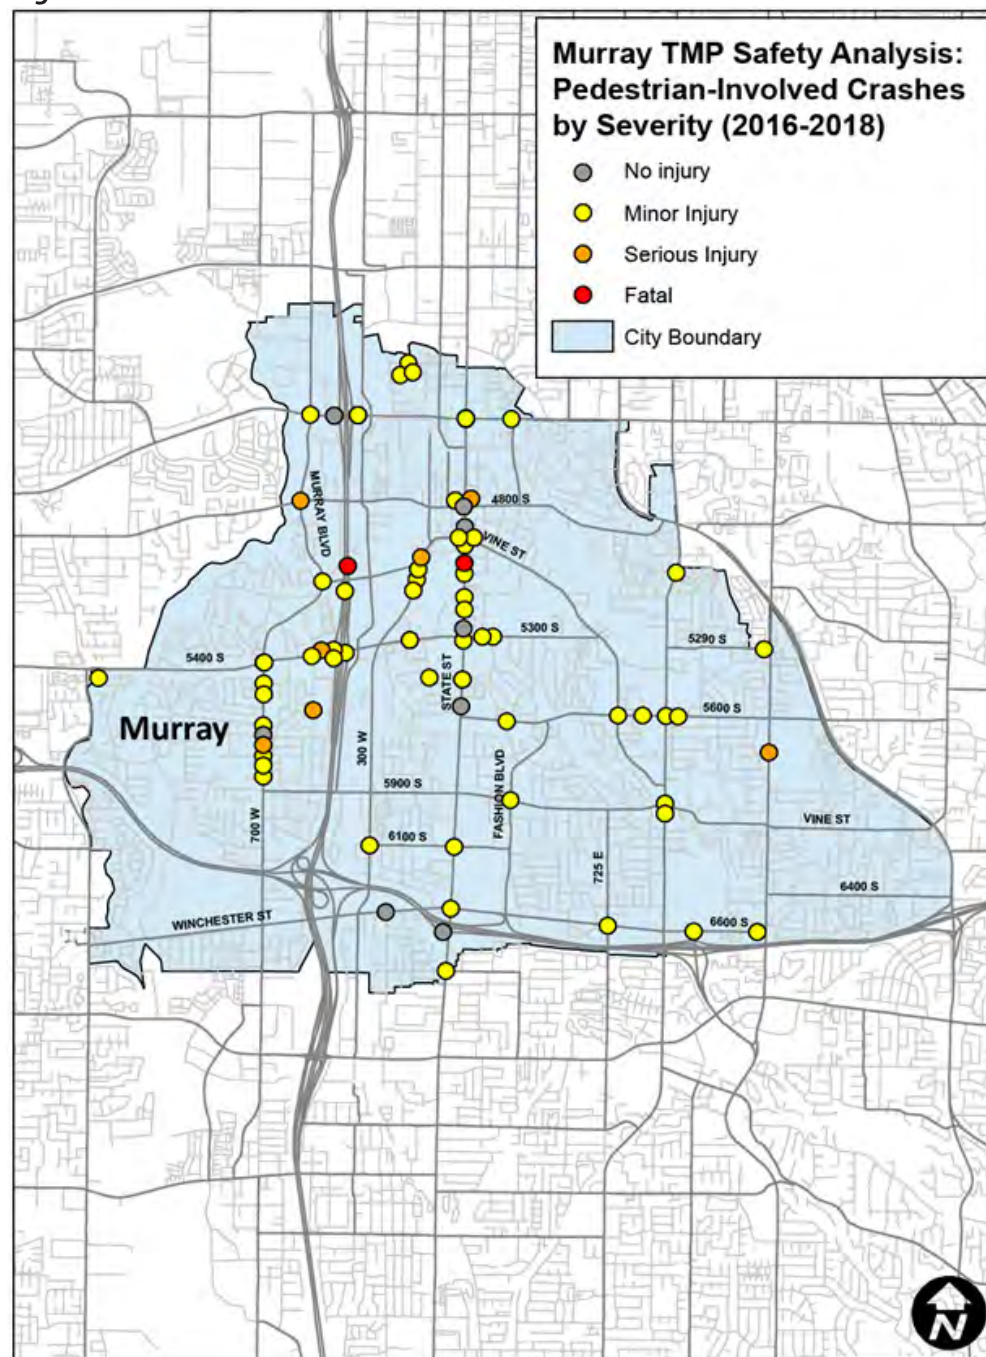 Murray TMP Safety Analysis:
Pedestrian-Involved Crashes
by Severity (2016-2018)
No injury
Minor Injury
Serious Injury
Fatal
City Boundary
MURRAY BLVD
4800 S
VINE ST
5300 S
5290 S
5400 S
STATE ST
5600 S
Murray
300 W
FASHION BLVD
5900 S
700 W
VINE ST
6100 S
725 E
6400 S
WINCHESTER ST
6600 S
N